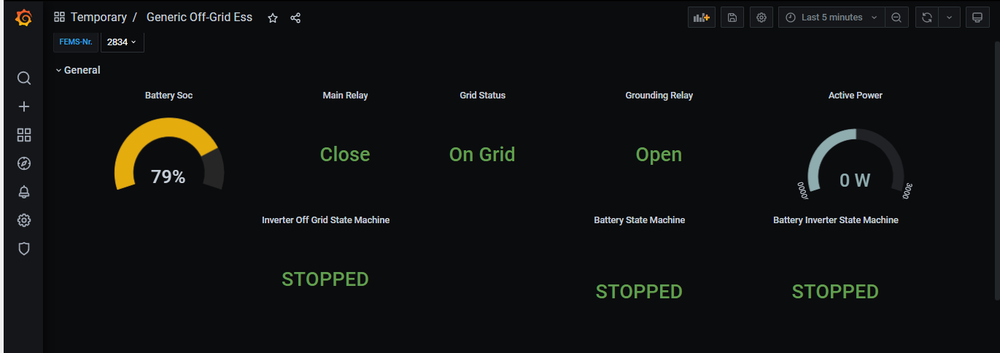 Temporary / Generic Off-Grid Ess
Last 5 minutes
FEMS-Nr. 2834
General
Battery Soc
Main Relay
Grid Status
Grounding Relay
Active Power
79%
Close
On Grid
Open
0 W
3000
Inverter Off Grid State Machine
Battery State Machine
Battery Inverter State Machine
STOPPED
STOPPED
STOPPED